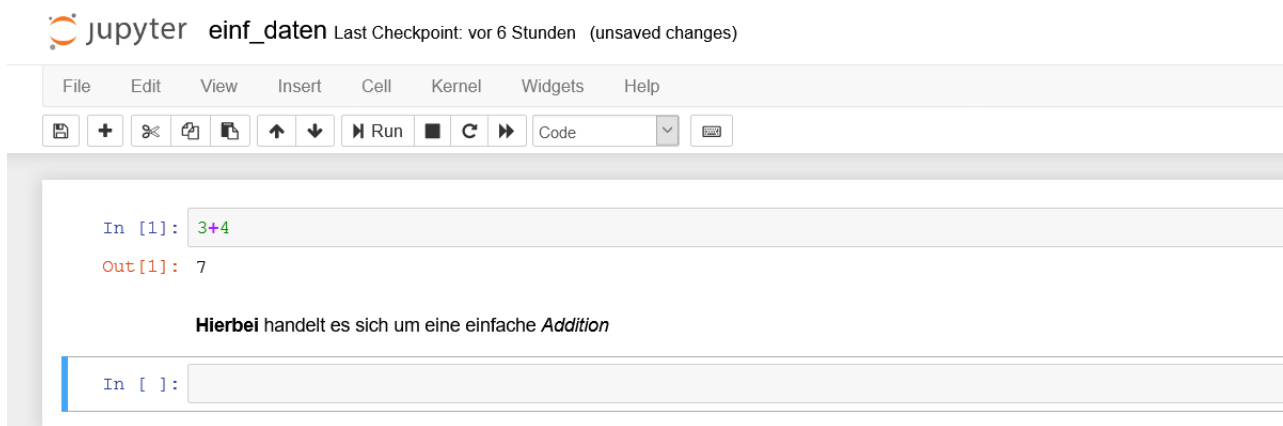 jupyter einf_daten Last Checkpoint: vor 6 Stunden (unsaved changes)
File Edit View Insert Cell Kernel Widgets Help
Run Code
In [1]: 3+4
Out[1]: 7
Hierbei handelt es sich um eine einfache Addition
In [ ]: